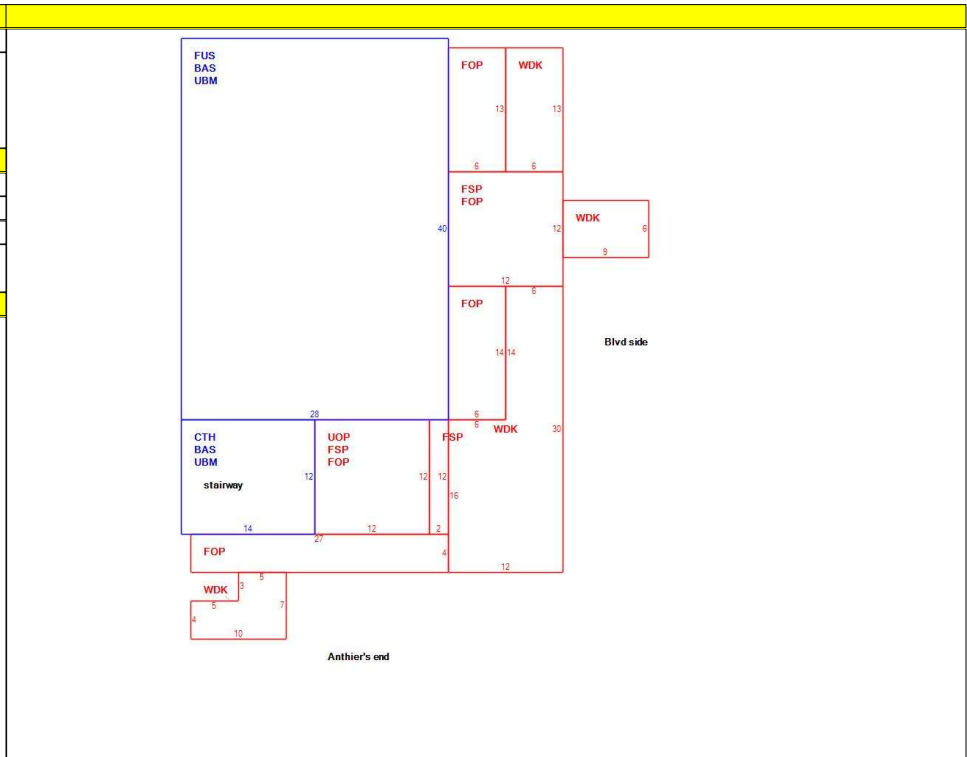 FUS
BAS
UBM
FOP
WDK
13
13
6
6
FSP
FOP
40
12
12
WDK
6
9
6
FOP
14
14
Blvd side
28
6
6
WDK
30
CTH
BAS
UBM
stairway
12
14
UOP
FSP
FOP
12
12
FSP
12
2
16
27
FOP
4
12
WDK
5
3
5
7
4
10
Anthier's end